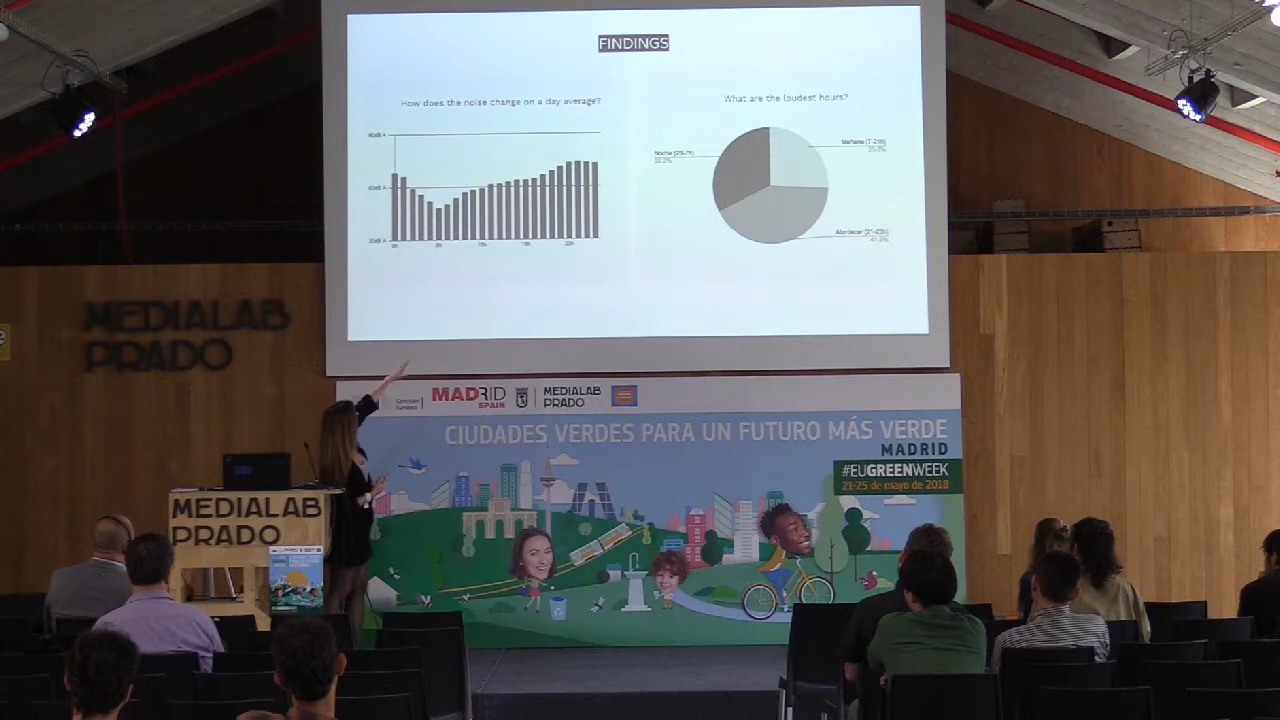 FINDINGS
How does the noise change on a day average?
What are the loudest hours?
MEDIALAB
PRADO
MADRID
SPAIN
MEDIALAB
PRADO
CIUDADES VERDES PARA UN FUTURO MÁS VERDE
MADRID
#EUGREENWEEK
21-25 de mayo de 2018
MEDIALAB
PRADO